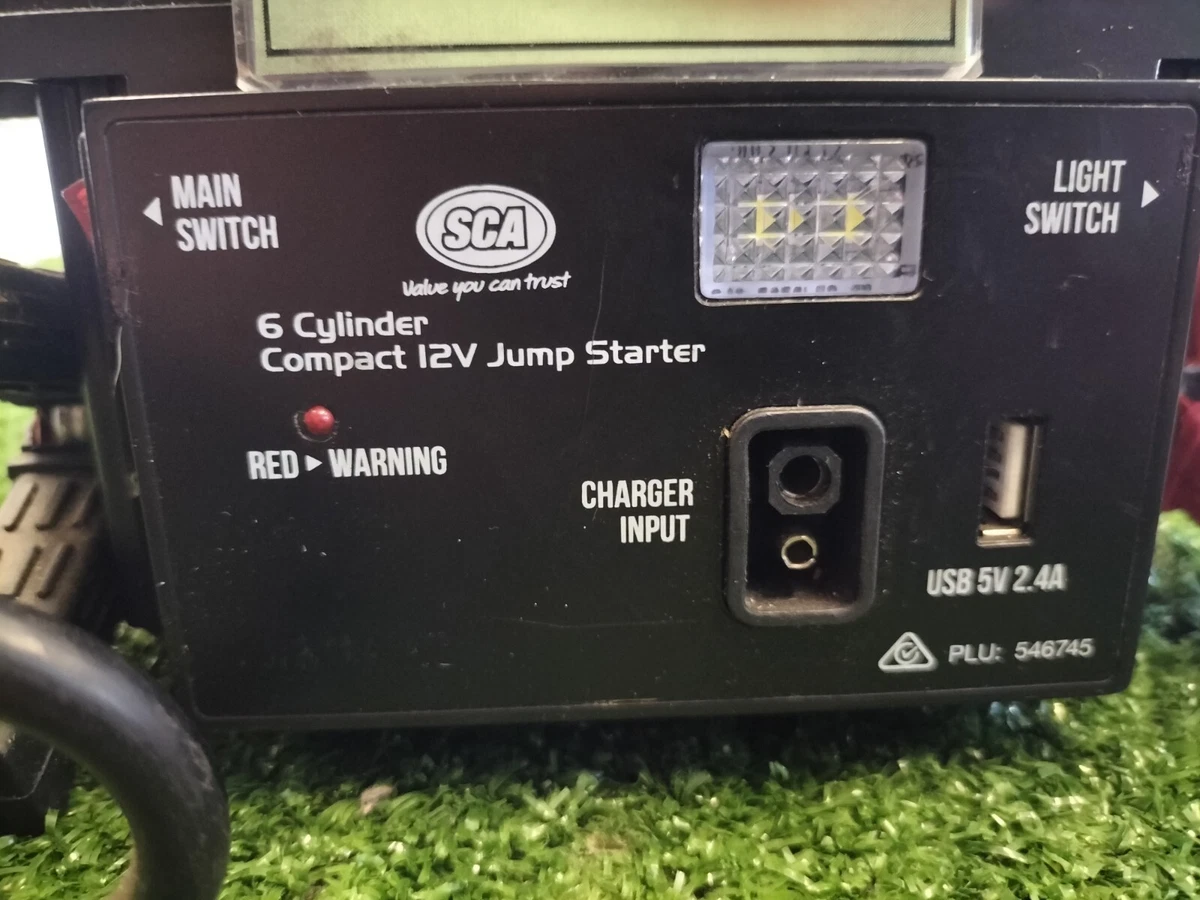 MAIN
SWITCH
SCA
Value you can trust
LIGHT
SWITCH
6 Cylinder
Compact 12V Jump Starter
RED ▸ WARNING
CHARGER
INPUT
USB 5V 2.4A
PLU: 546745